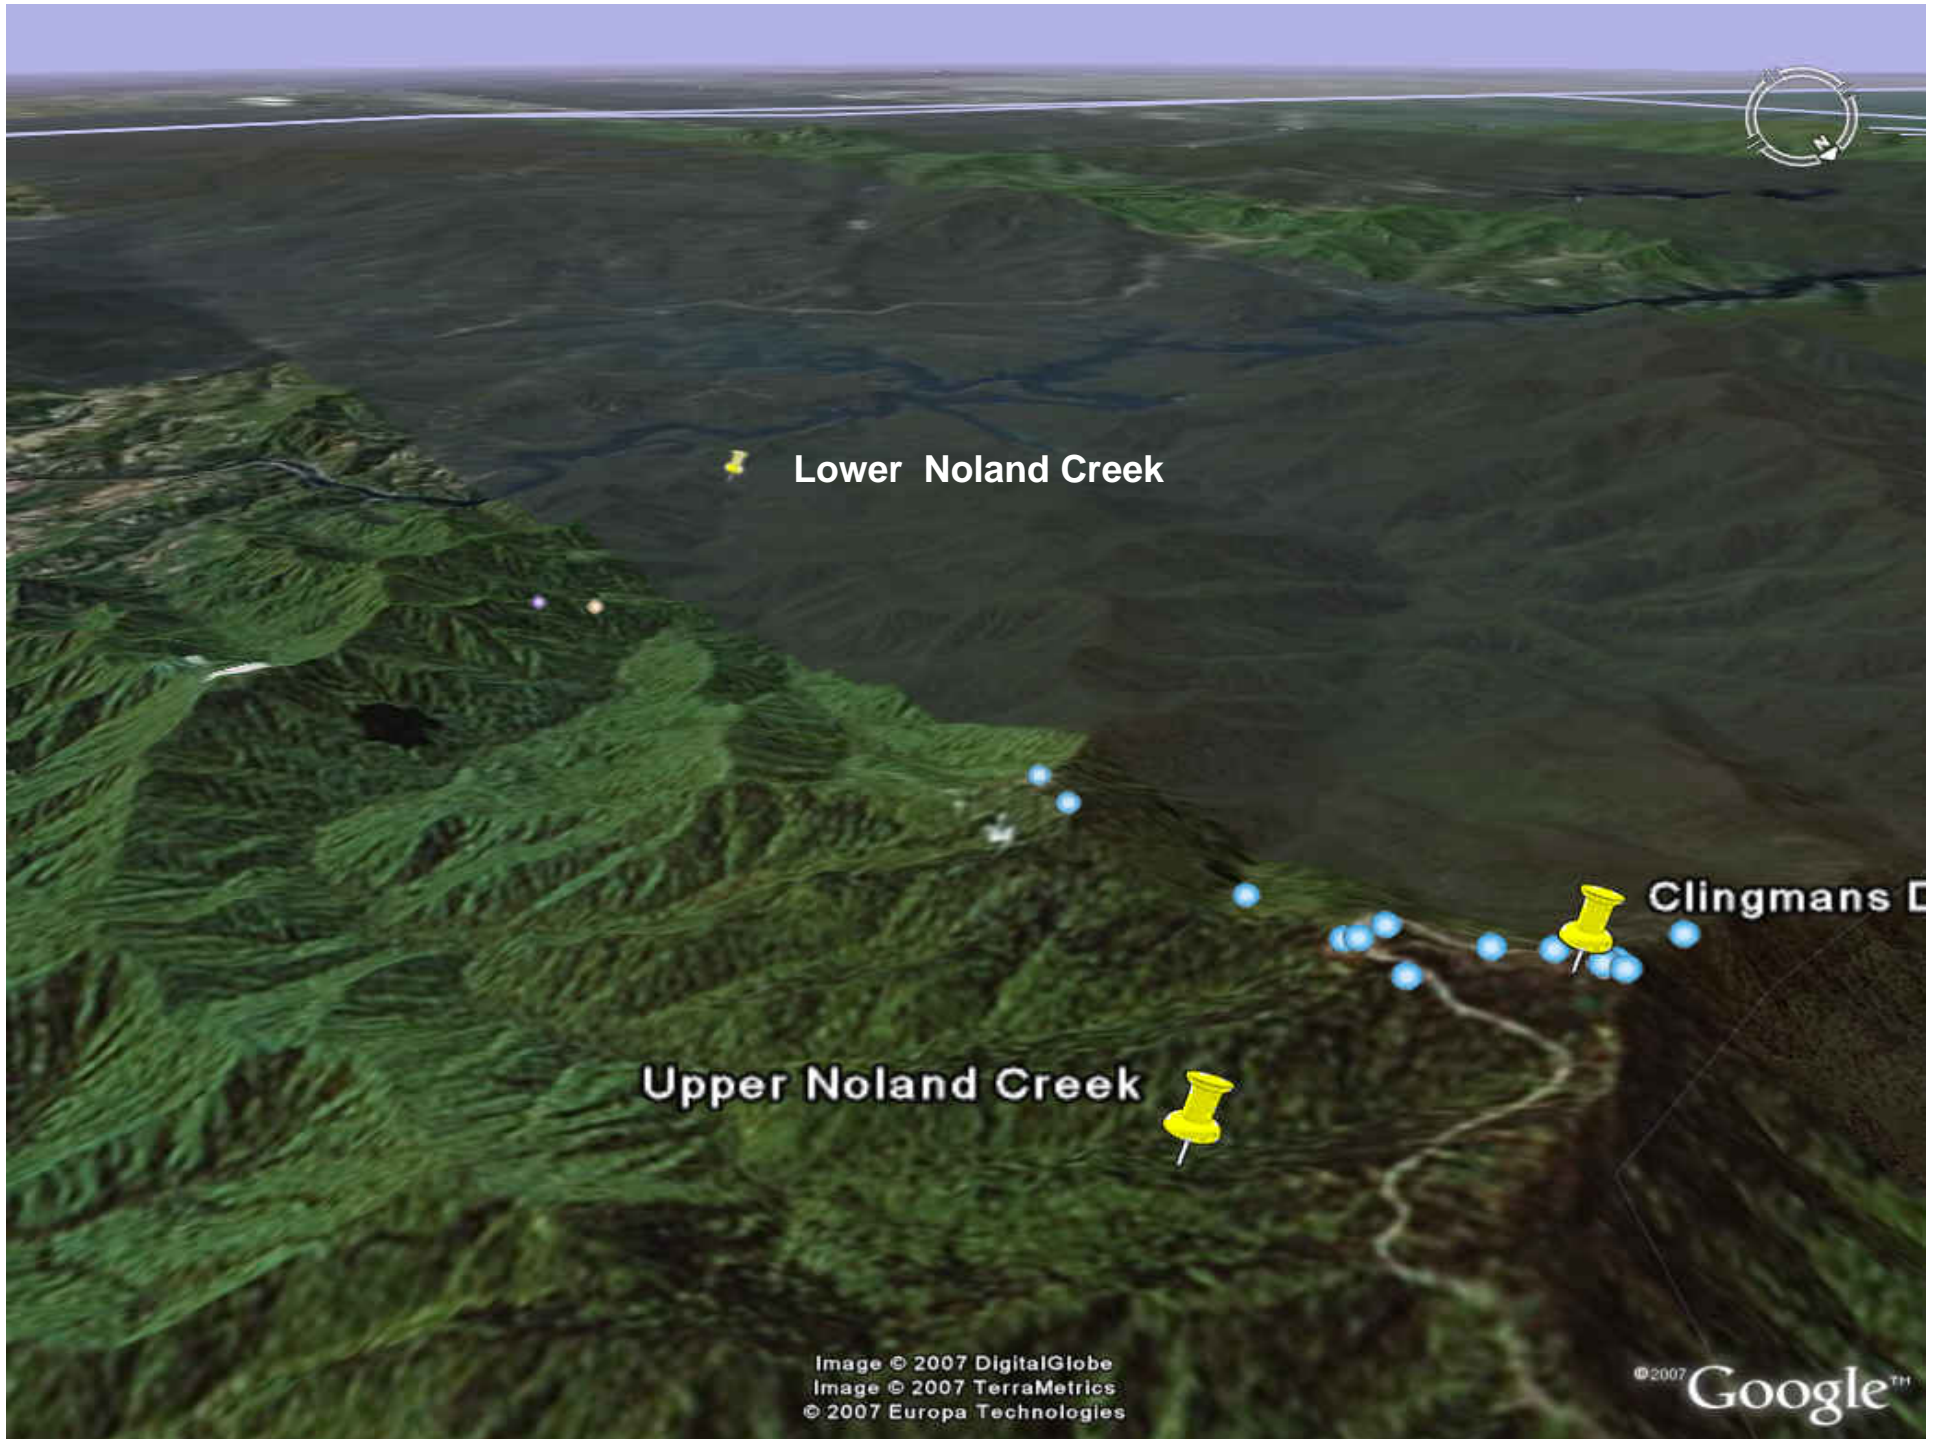 N
Lower Noland Creek
Clingmans D
Upper Noland Creek
Image © 2007 DigitalGlobe
Image © 2007 TerraMetrics
© 2007 Europa Technologies
©2007 Google™